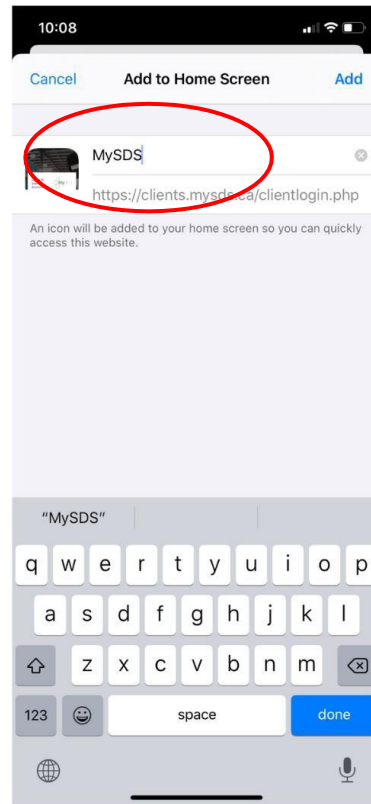 10:08
Cancel Add to Home Screen Add
MySDS
https://clients.mysds.ca/clientlogin.php
An icon will be added to your home screen so you can quickly
access this website.
"MySDS"
q w e r t y u i o p
a s d f g h j k l
z x c v b n m
123 space done